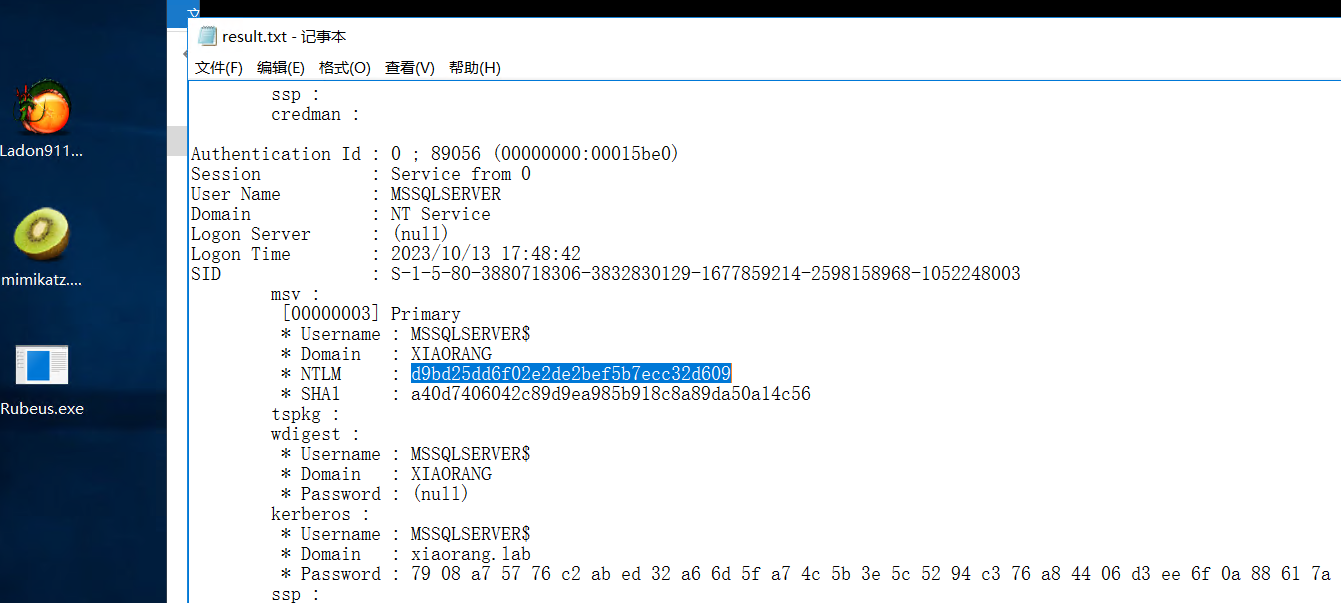 文
result.txt - 记事本
文件(F) 编辑(E) 格式(O) 查看(V) 帮助(H)
ssp :
credman :
Authentication Id : 0 ; 89056 (00000000:00015be0)
Session : Service from 0
User Name : MSSQLSERVER
Domain : NT Service
Logon Server : (null)
Logon Time : 2023/10/13 17:48:42
SID : S-1-5-80-3880718306-3832830129-1677859214-2598158968-1052248003
msv :
[00000003] Primary
* Username : MSSQLSERVER$
* Domain : XIAORANG
* NTLM : d9bd25dd6f02e2de2bef5b7ecc32d609
* SHA1 : a40d7406042c89d9ea985b918c8a89da50a14c56
tspkg :
wdigest :
* Username : MSSQLSERVER$
* Domain : XIAORANG
* Password : (null)
kerberos :
* Username : MSSQLSERVER$
* Domain : xiaorang.lab
* Password : 79 08 a7 57 76 c2 ab ed 32 a6 6d 5f a7 4c 5b 3e 5c 52 94 c3 76 a8 44 06 d3 ee 6f 0a 88 61 7a
ssp :
Ladon911...
mimikatz....
Rubeus.exe